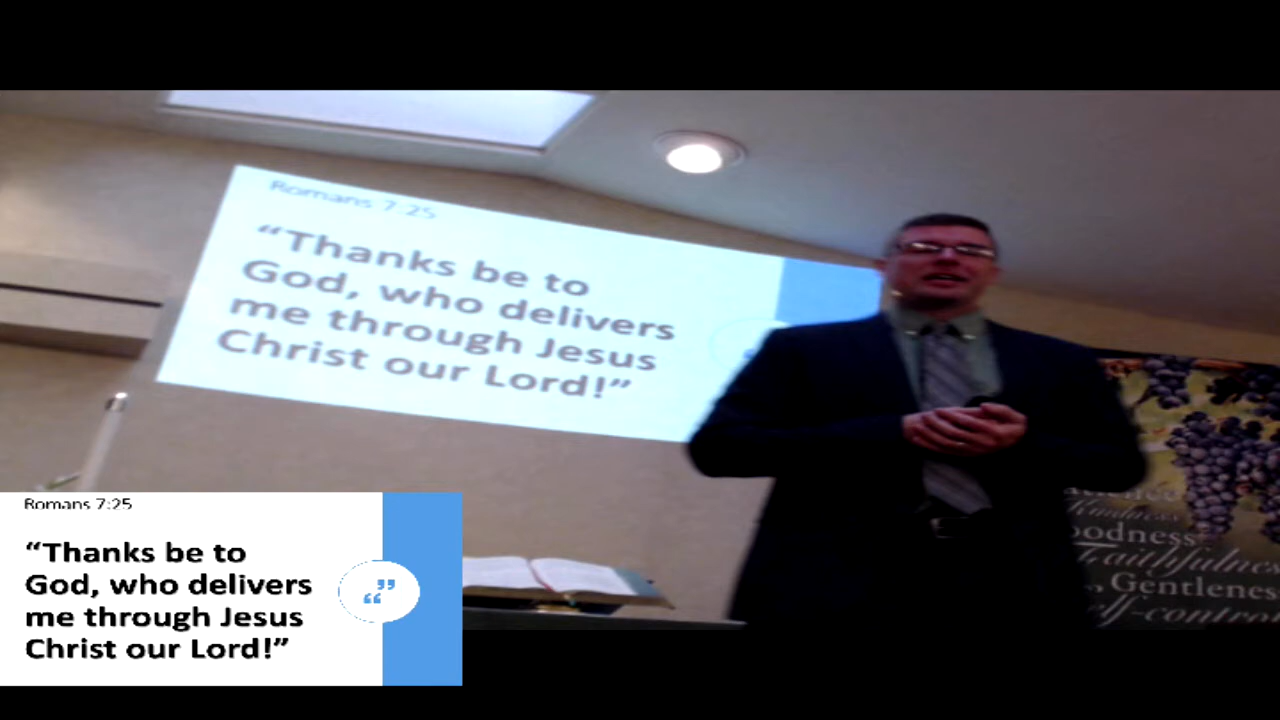 Romans 7:25
“Thanks be to
God, who delivers
me through Jesus
Christ our Lord!”
Romans 7:25
“Thanks be to
God, who delivers
me through Jesus
Christ our Lord!”
Kindness
Faithfulness
Gentleness